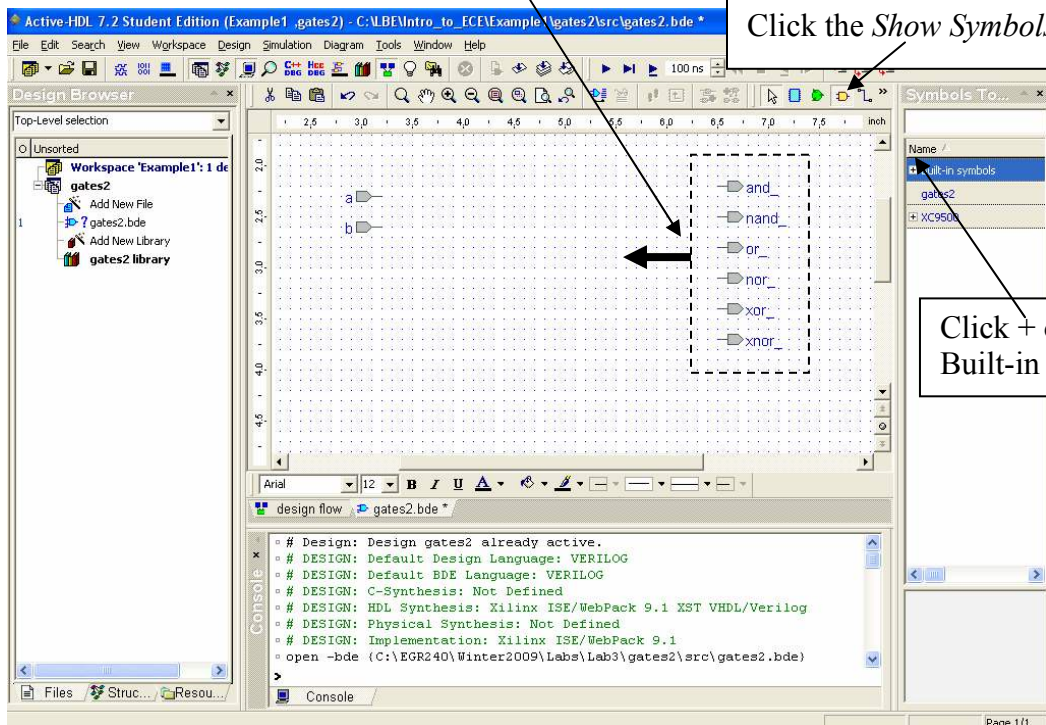 Active-HDL 7.2 Student Edition (Example1 ,gates2) - C:\LBE\Intro_to_ECE\Example1\gates2\src\gates2.bde *
Click the Show Symbols
File Edit Search View Workspace Design Simulation Diagram Tools Window Help
C++ DBG HCE DBG 100 ns
Design Browser
Symbols To...
Top-Level selection
2,5 3,0 3,5 4,0 4,5 5,0 5,5 6,0 6,5 7,0 7,5 inch
Unsorted
Workspace 'Example1': 1 de
gates2
Add New File
1 ? gates2.bde
Add New Library
gates2 library
2,0
2,5
3,0
3,5
4,0
4,5
a
b
and_
nand_
or_
nor_
xor_
xnor_
Name
Built-in symbols
gates2
XC9500
Click +
Built-in
Arial 12 B I U A
design flow gates2.bde *
Console
# Design: Design gates2 already active.
# DESIGN: Default Design Language: VERILOG
# DESIGN: Default BDE Language: VERILOG
# DESIGN: C-Synthesis: Not Defined
# DESIGN: HDL Synthesis: Xilinx ISE/WebPack 9.1 XST VHDL/Verilog
# DESIGN: Physical Synthesis: Not Defined
# DESIGN: Implementation: Xilinx ISE/WebPack 9.1
open -bde {C:\EGR240\Winter2009\Labs\Lab3\gates2\src\gates2.bde}
>
Files Struc... Resou...
Console
Page 1/1